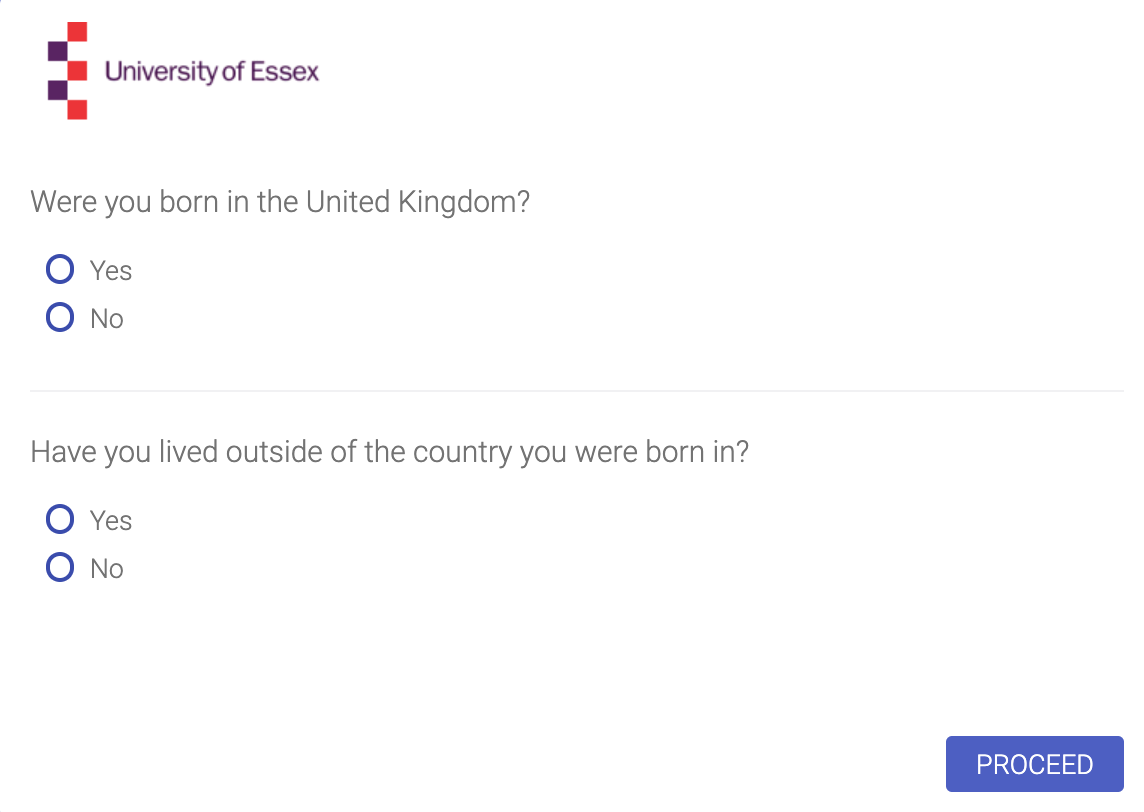 University of Essex
Were you born in the United Kingdom?
Yes
No
Have you lived outside of the country you were born in?
Yes
No
PROCEED